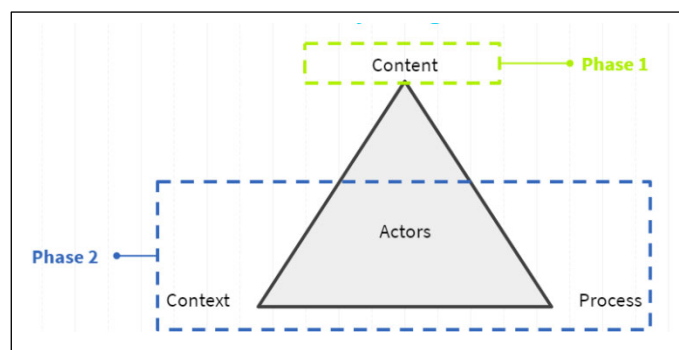 Content
Phase 1
Actors
Phase 2
Context
Process